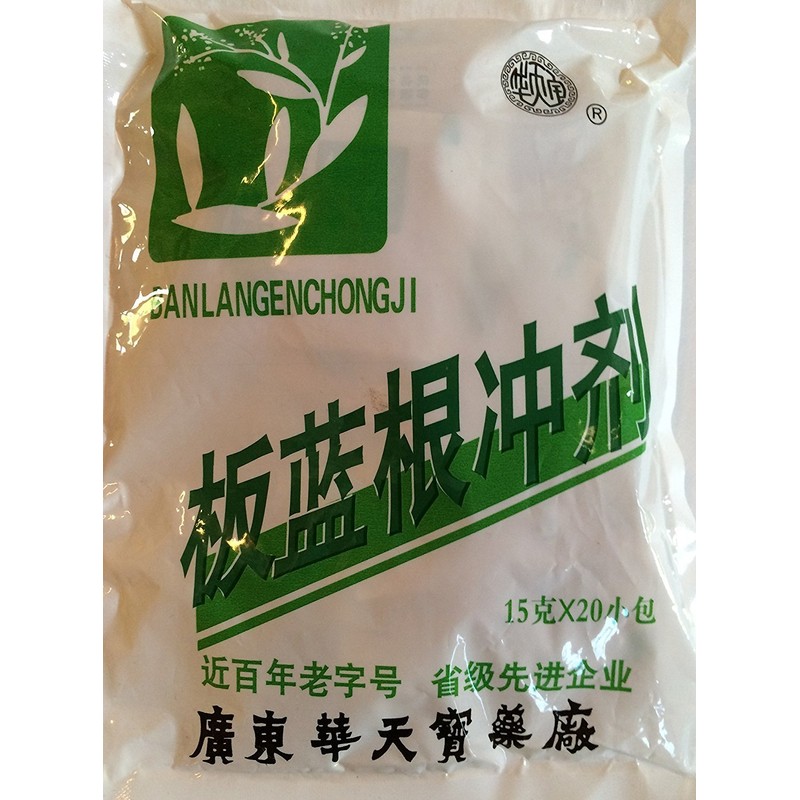 ®
BANLANGENCHONGJI
板蓝根冲剂
15克X20小包
近百年老字号 省级先进企业
廣東華天寶藥廠